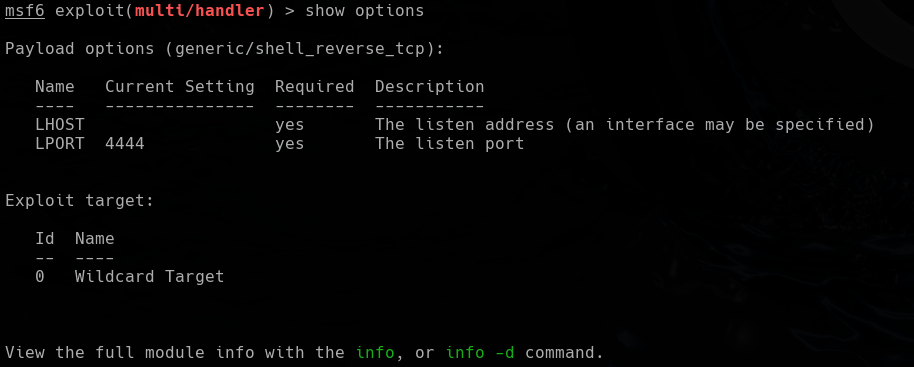 msf6 exploit(multi/handler) > show options
Payload options (generic/shell_reverse_tcp):
Name Current Setting Required Description
---- --------------- -------- -----------
LHOST yes The listen address (an interface may be specified)
LPORT 4444 yes The listen port
Exploit target:
Id Name
-- ----
0 Wildcard Target
View the full module info with the info, or info -d command.